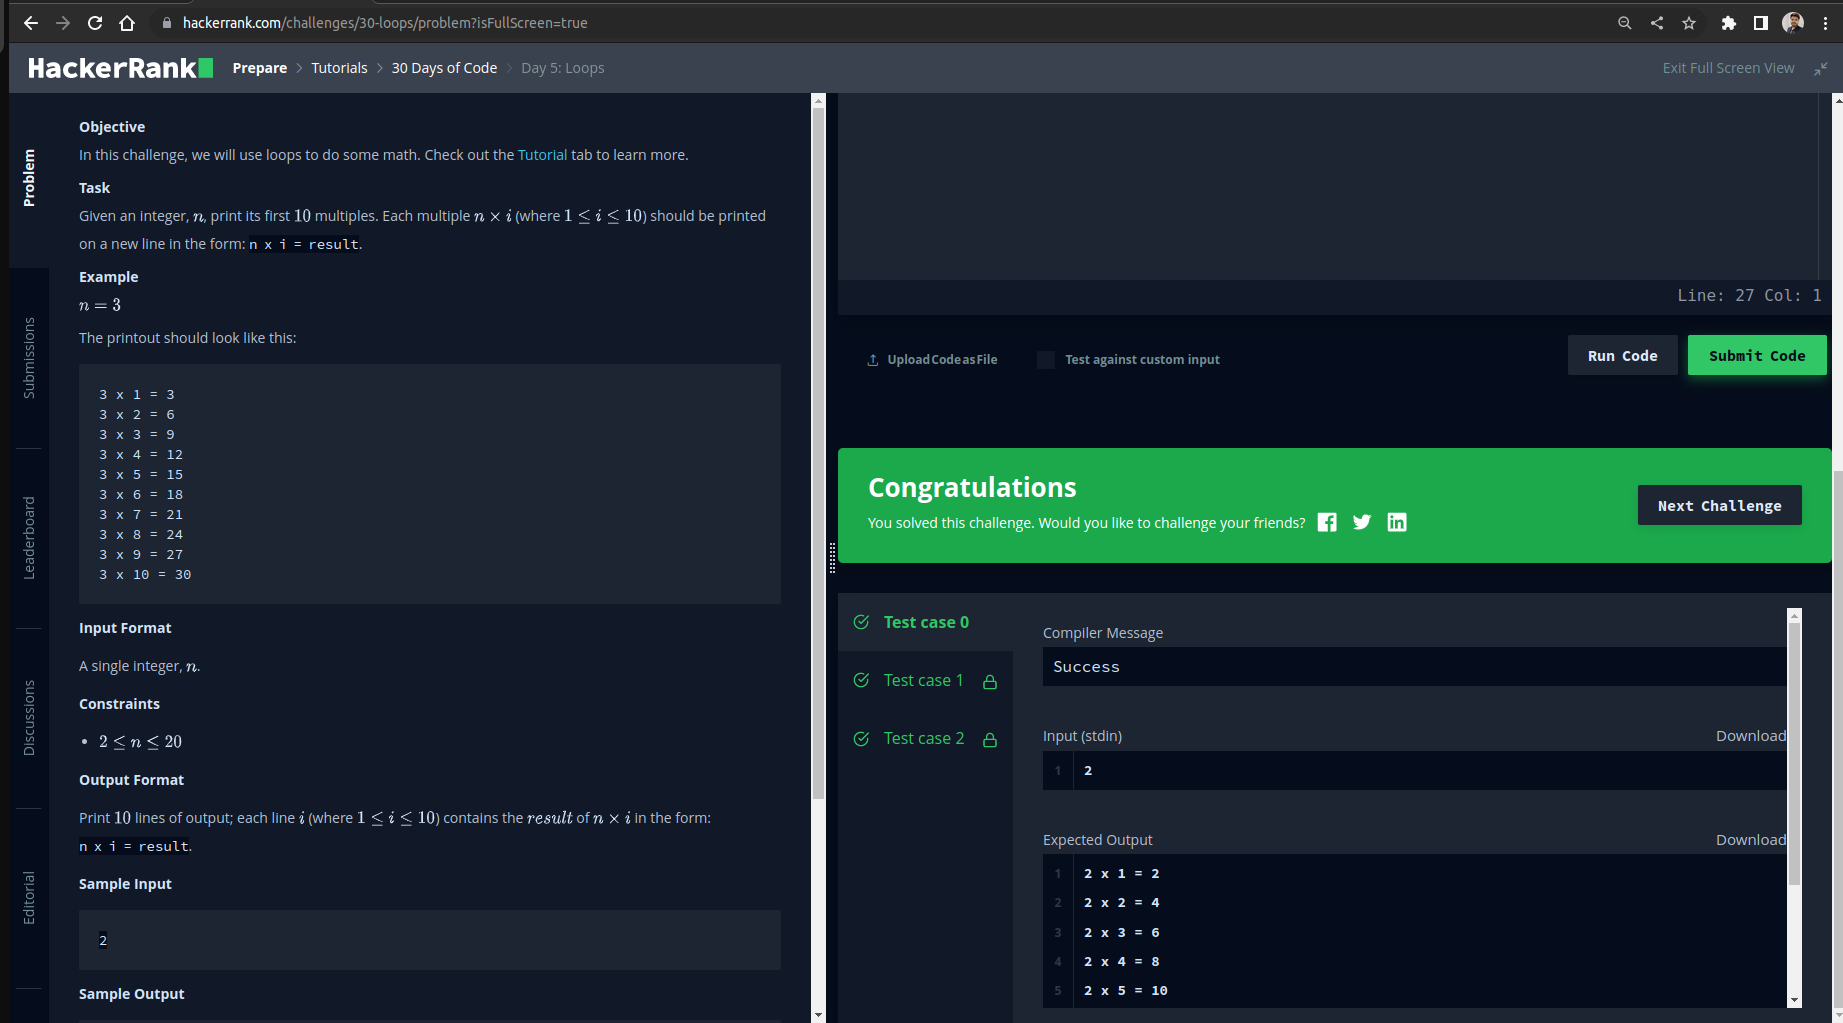 hackerrank.com/challenges/30-loops/problem?isFullScreen=true
HackerRank
Prepare > Tutorials > 30 Days of Code > Day 5: Loops
Exit Full Screen View
Problem
Submissions
Leaderboard
Discussions
Editorial
Objective
In this challenge, we will use loops to do some math. Check out the Tutorial tab to learn more.
Task
Given an integer, n, print its first 10 multiples. Each multiple n × i (where 1 ≤ i ≤ 10) should be printed
on a new line in the form: n x i = result.
Example
n = 3
The printout should look like this:
3 x 1 = 3
3 x 2 = 6
3 x 3 = 9
3 x 4 = 12
3 x 5 = 15
3 x 6 = 18
3 x 7 = 21
3 x 8 = 24
3 x 9 = 27
3 x 10 = 30
Input Format
A single integer, n.
Constraints
• 2 ≤ n ≤ 20
Output Format
Print 10 lines of output; each line i (where 1 ≤ i ≤ 10) contains the result of n × i in the form:
n x i = result.
Sample Input
2
Sample Output
Line: 27 Col: 1
Upload Code as File
Test against custom input
Run Code
Submit Code
Congratulations
You solved this challenge. Would you like to challenge your friends?
Next Challenge
Test case 0
Test case 1
Test case 2
Compiler Message
Success
Input (stdin)
Download
1 2
Expected Output
Download
1 2 x 1 = 2
2 2 x 2 = 4
3 2 x 3 = 6
4 2 x 4 = 8
5 2 x 5 = 10